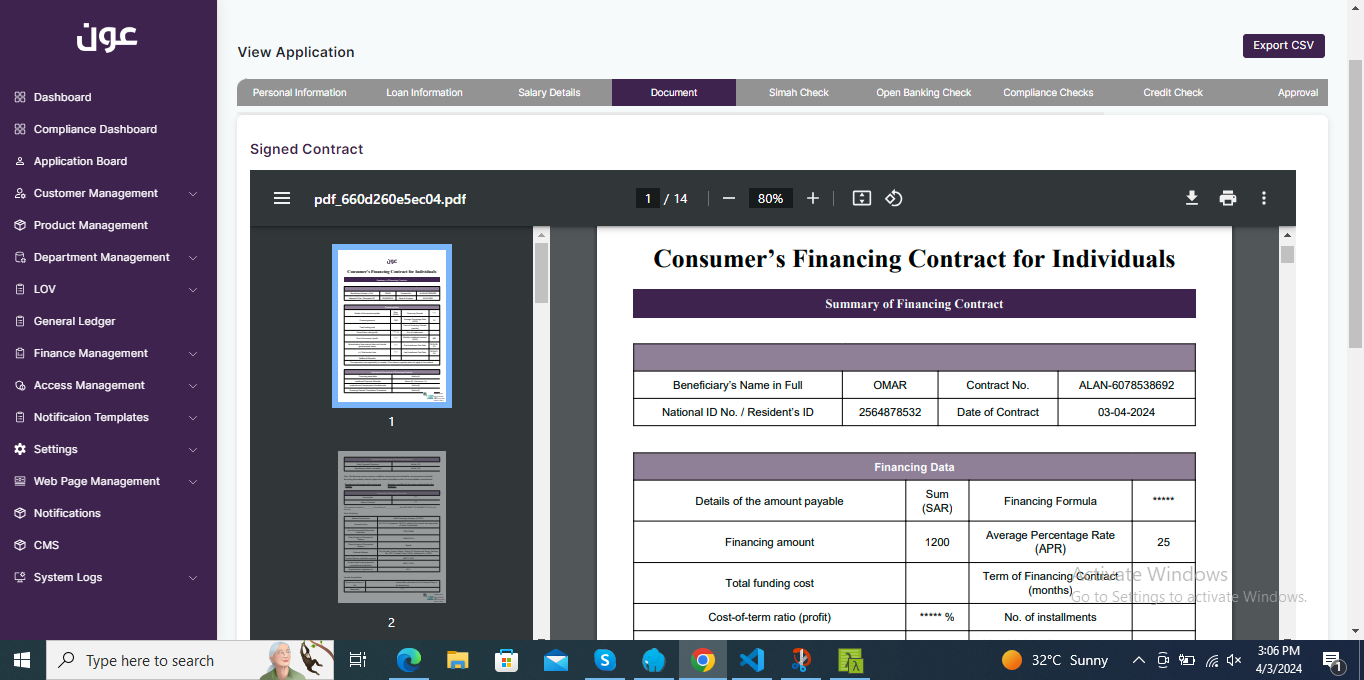 عون
Dashboard
Compliance Dashboard
Application Board
Customer Management
Product Management
Department Management
LOV
General Ledger
Finance Management
Access Management
Notificaion Templates
Settings
Web Page Management
Notifications
CMS
System Logs
View Application
Export CSV
Personal Information Loan Information Salary Details Document Simah Check Open Banking Check Compliance Checks Credit Check Approval
Signed Contract
pdf_660d260e5ec04.pdf 1 / 14 80%
1
2
Consumer’s Financing Contract for Individuals
Summary of Financing Contract
Beneficiary's Name in Full OMAR Contract No. ALAN-6078538692
National ID No. / Resident's ID 2564878532 Date of Contract 03-04-2024
Financing Data
Details of the amount payable Sum (SAR) Financing Formula *****
Financing amount 1200 Average Percentage Rate (APR) 25
Total funding cost Term of Financing Contract (months)
Cost-of-term ratio (profit) ***** % No. of installments
Activate Windows
Go to Settings to activate Windows.
Type here to search
32°C Sunny
3:06 PM
4/3/2024
1